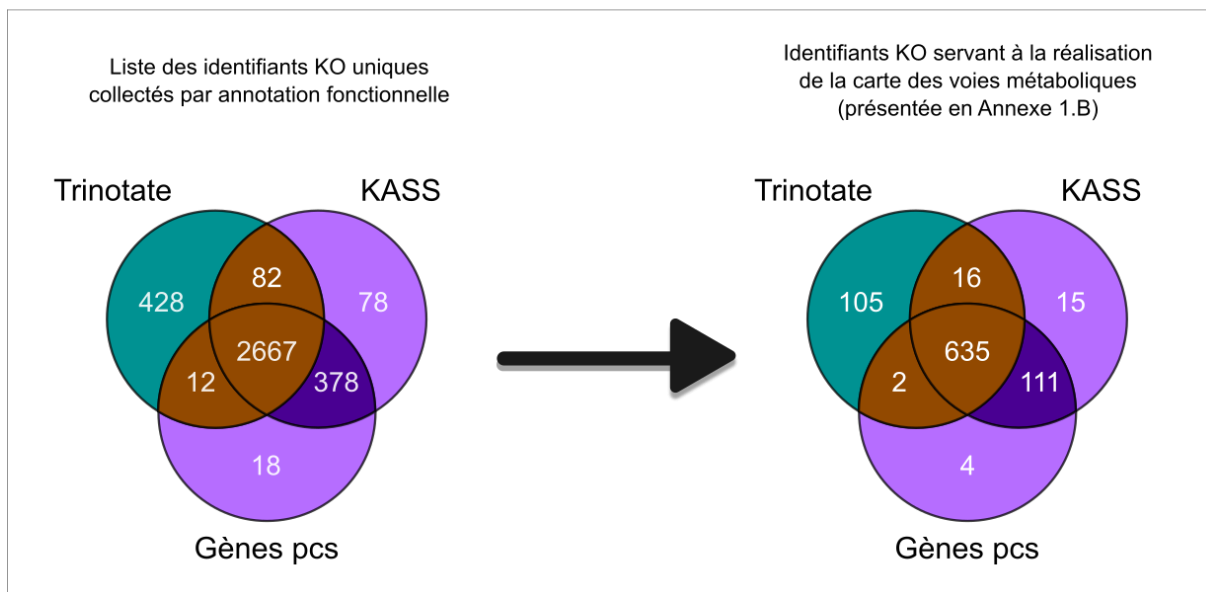 Liste des identifiants KO uniques
collectés par annotation fonctionnelle
Trinotate
KASS
428
82
78
2667
12
378
18
Gènes pcs
Identifiants KO servant à la réalisation
de la carte des voies métaboliques
(présentée en Annexe 1.B)
Trinotate
KASS
105
16
15
635
2
111
4
Gènes pcs